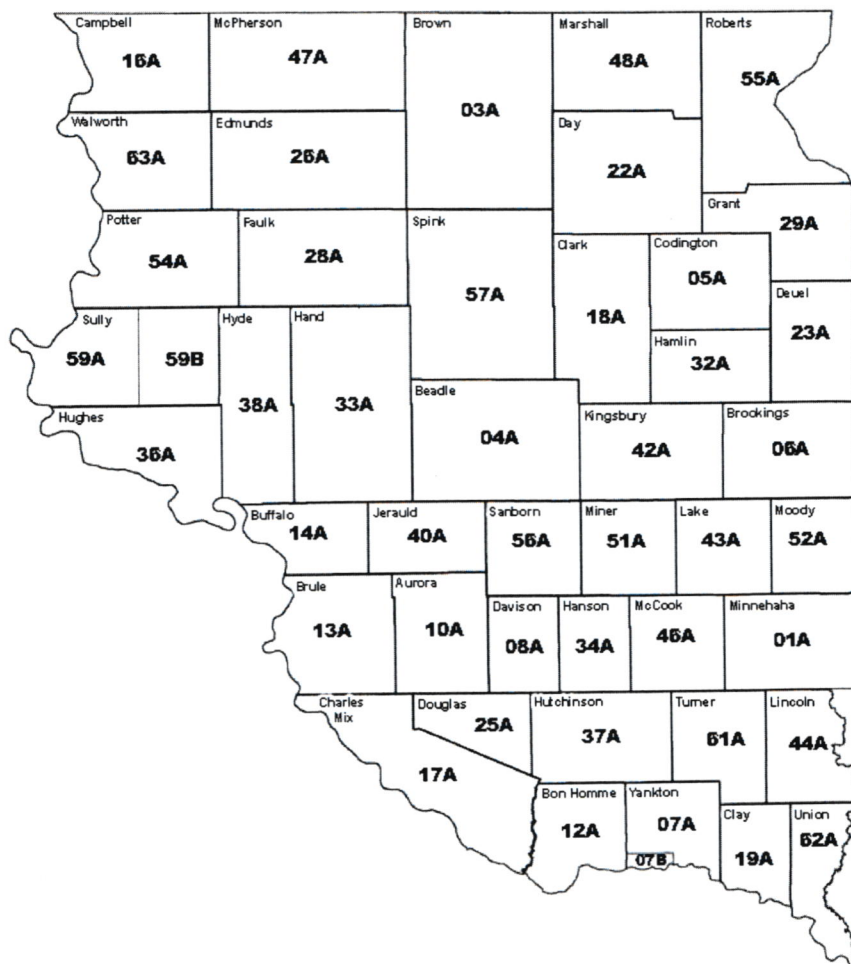 Campbell
McPherson
Brown
Marshall
Roberts
16A
47A
48A
55A
03A
Walworth
Edmunds
Day
63A
26A
22A
Grant
Potter
Faulk
Spink
29A
Clark
Codington
54A
28A
05A
57A
Deuel
Sully
Hyde
Hand
18A
23A
Hamlin
59A
59B
32A
38A
33A
Beadle
Hughes
Kingsbury
Brookings
04A
36A
42A
06A
Buffalo
Jerauld
Sanborn
Miner
Lake
Moody
14A
40A
56A
51A
43A
52A
Brule
Aurora
Davison
Hanson
McCook
Minnehaha
13A
10A
08A
34A
46A
01A
Charles
Mix
Douglas
Hutchinson
Turner
Lincoln
25A
37A
61A
44A
17A
Bon Homme
Yankton
Clay
Union
12A
07A
62A
07B
19A